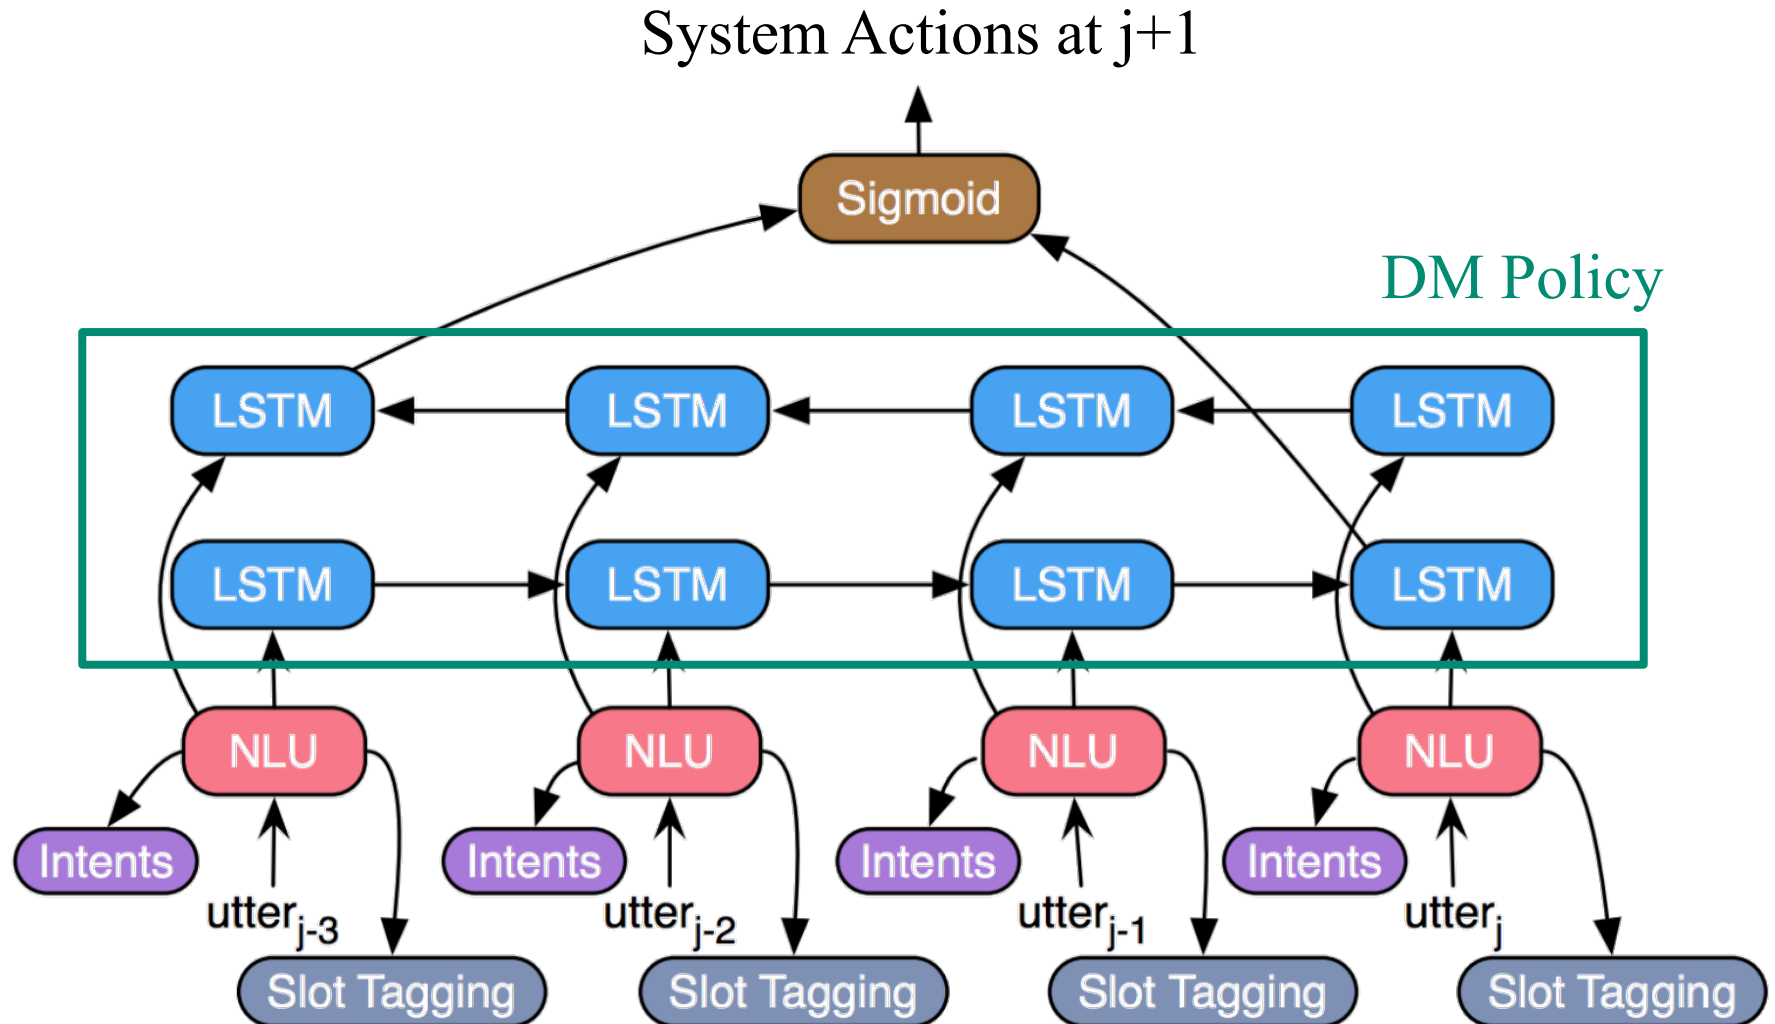 System Actions at j+1
Sigmoid
DM Policy
LSTM LSTM LSTM LSTM
LSTM LSTM LSTM LSTM
NLU NLU NLU NLU
Intents Intents Intents Intents
utterj-3 utterj-2 utterj-1 utterj
Slot Tagging Slot Tagging Slot Tagging Slot Tagging